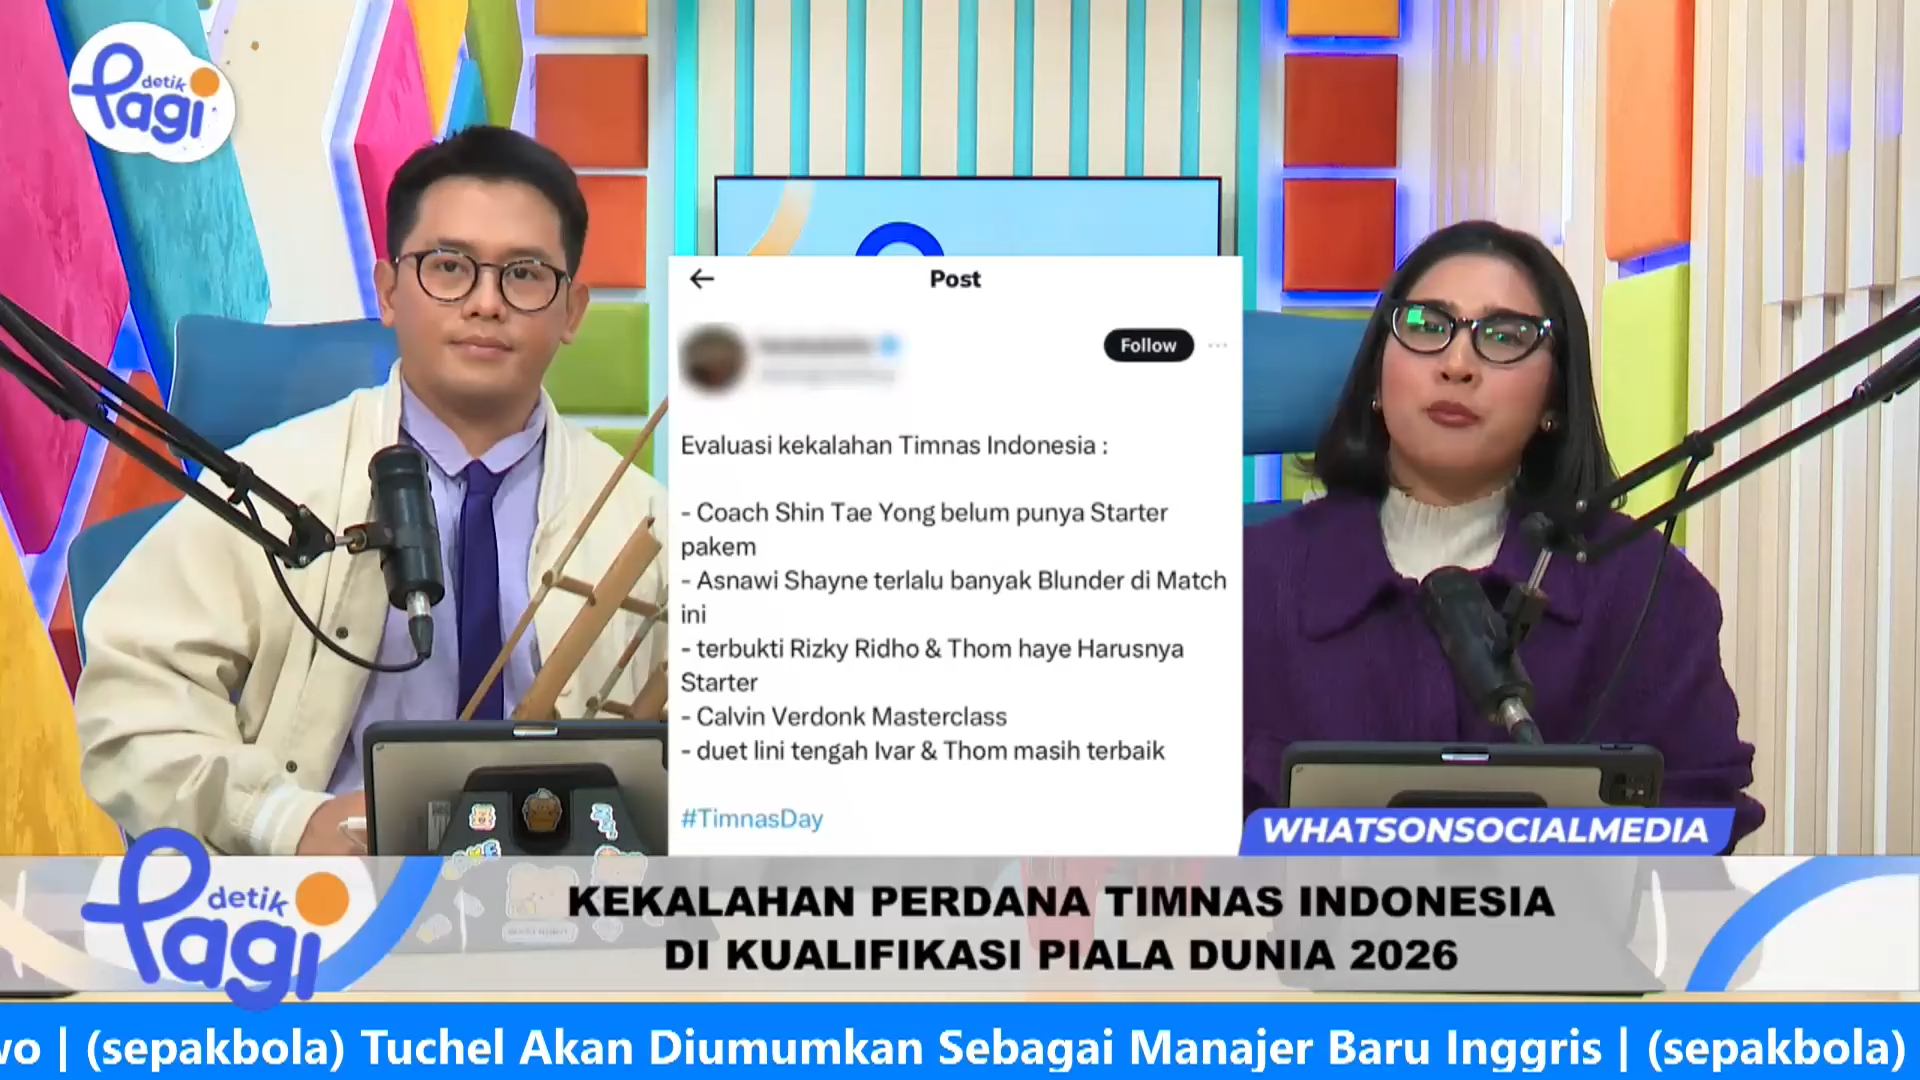 detik
Pagi
Post
Follow
Evaluasi kekalahan Timnas Indonesia :
- Coach Shin Tae Yong belum punya Starter
pakem
- Asnawi Shayne terlalu banyak Blunder di Match
ini
- terbukti Rizky Ridho & Thom haye Harusnya
Starter
- Calvin Verdonk Masterclass
- duet lini tengah Ivar & Thom masih terbaik
#TimnasDay
WHATSONSOCIALMEDIA
detik
Pagi
KEKALAHAN PERDANA TIMNAS INDONESIA
DI KUALIFIKASI PIALA DUNIA 2026
| (sepakbola) Tuchel Akan Diumumkan Sebagai Manajer Baru Inggris | (sepakbola)